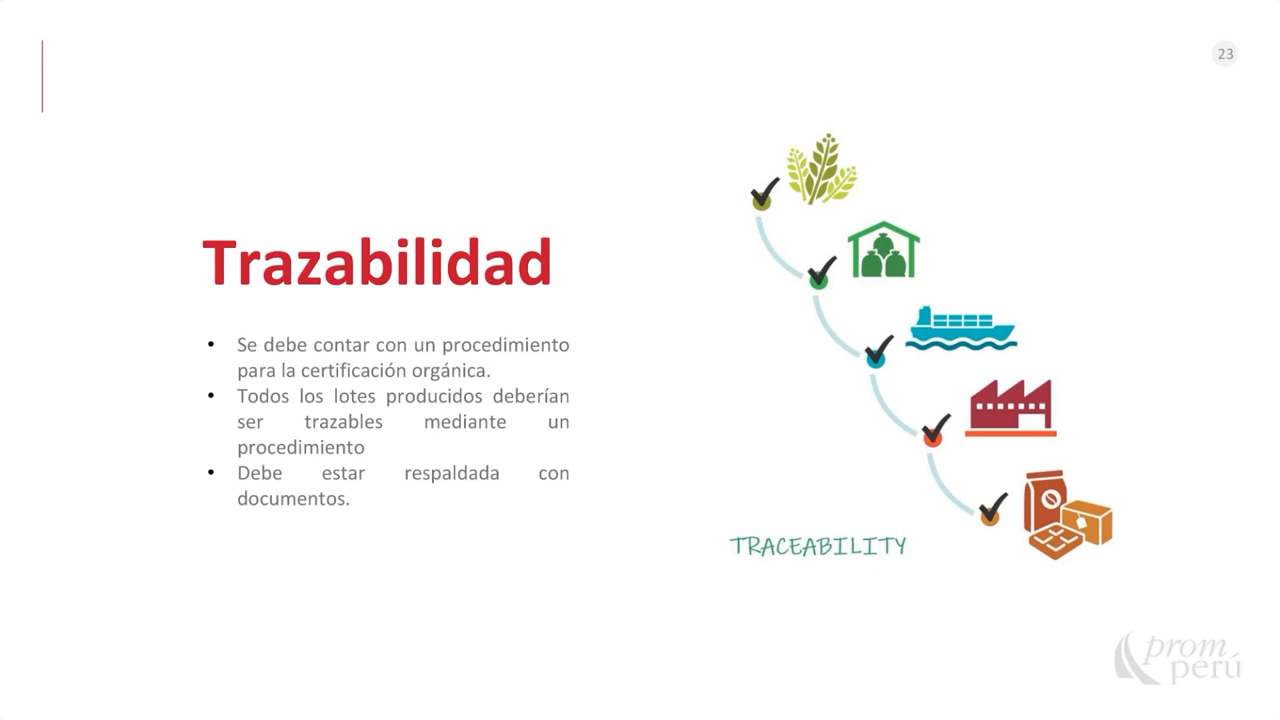 23
Trazabilidad
• Se debe contar con un procedimiento
para la certificación orgánica.
• Todos los lotes producidos deberían
ser trazables mediante un
procedimiento
• Debe estar respaldada con
documentos.
TRACEABILITY
prom
perú